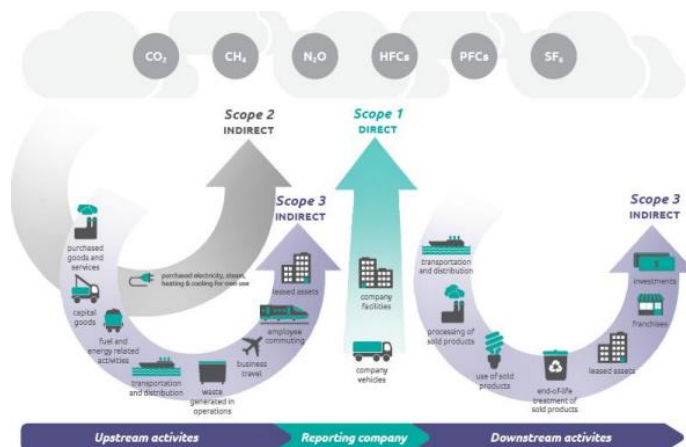 CO₂ CH₄ N₂O HFCs PFCs SF₆
Scope 2
INDIRECT
Scope 1
DIRECT
Scope 3
INDIRECT
Scope 3
INDIRECT
purchased
goods and
services
capital
goods
fuel and
energy related
activities
transportation
and distribution
waste
generated in
operations
business
travel
employee
commuting
leased assets
purchased electricity, steam,
heating & cooling for own use
company
facilities
company
vehicles
transportation
and distribution
processing of
sold products
use of sold
products
end-of-life
treatment of
sold products
leased assets
franchises
investments
Upstream activites
Reporting company
Downstream activites